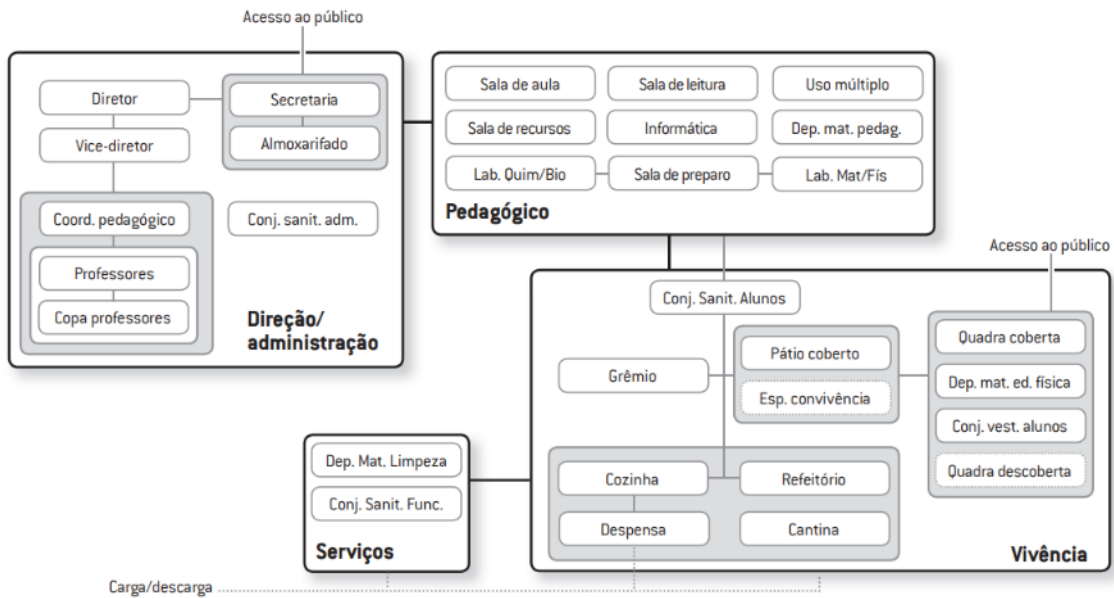 Acesso ao público
Diretor
Secretaria
Vice-diretor
Almoxarifado
Coord. pedagógico
Conj. sanit. adm.
Professores
Copa professores
Direção/
administração
Sala de aula
Sala de leitura
Uso múltiplo
Sala de recursos
Informática
Dep. mat. pedag.
Lab. Quim/Bio
Sala de preparo
Lab. Mat/Fís
Pedagógico
Acesso ao público
Conj. Sanit. Alunos
Grêmio
Pátio coberto
Esp. convivência
Quadra coberta
Dep. mat. ed. física
Conj. vest. alunos
Quadra descoberta
Cozinha
Refeitório
Despensa
Cantina
Vivência
Dep. Mat. Limpeza
Conj. Sanit. Func.
Serviços
Carga/descarga